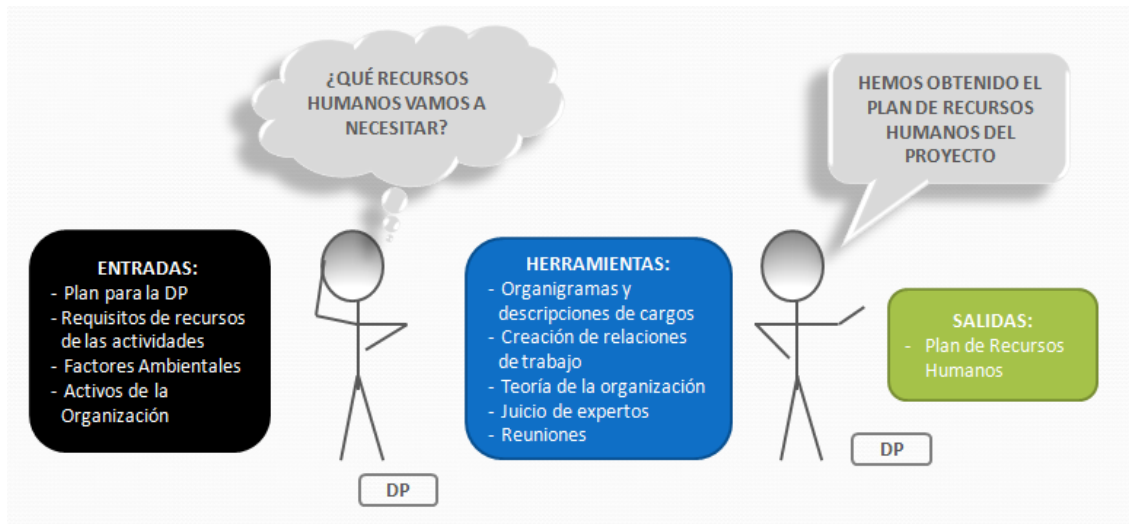 ¿QUÉ RECURSOS
HUMANOS VAMOS A
NECESITAR?
HEMOS OBTENIDO EL
PLAN DE RECURSOS
HUMANOS DEL
PROYECTO
ENTRADAS:
- Plan para la DP
- Requisitos de recursos
de las actividades
- Factores Ambientales
- Activos de la
Organización
HERRAMIENTAS:
- Organigramas y
descripciones de cargos
- Creación de relaciones
de trabajo
- Teoría de la organización
- Juicio de expertos
- Reuniones
SALIDAS:
- Plan de Recursos
Humanos
DP
DP